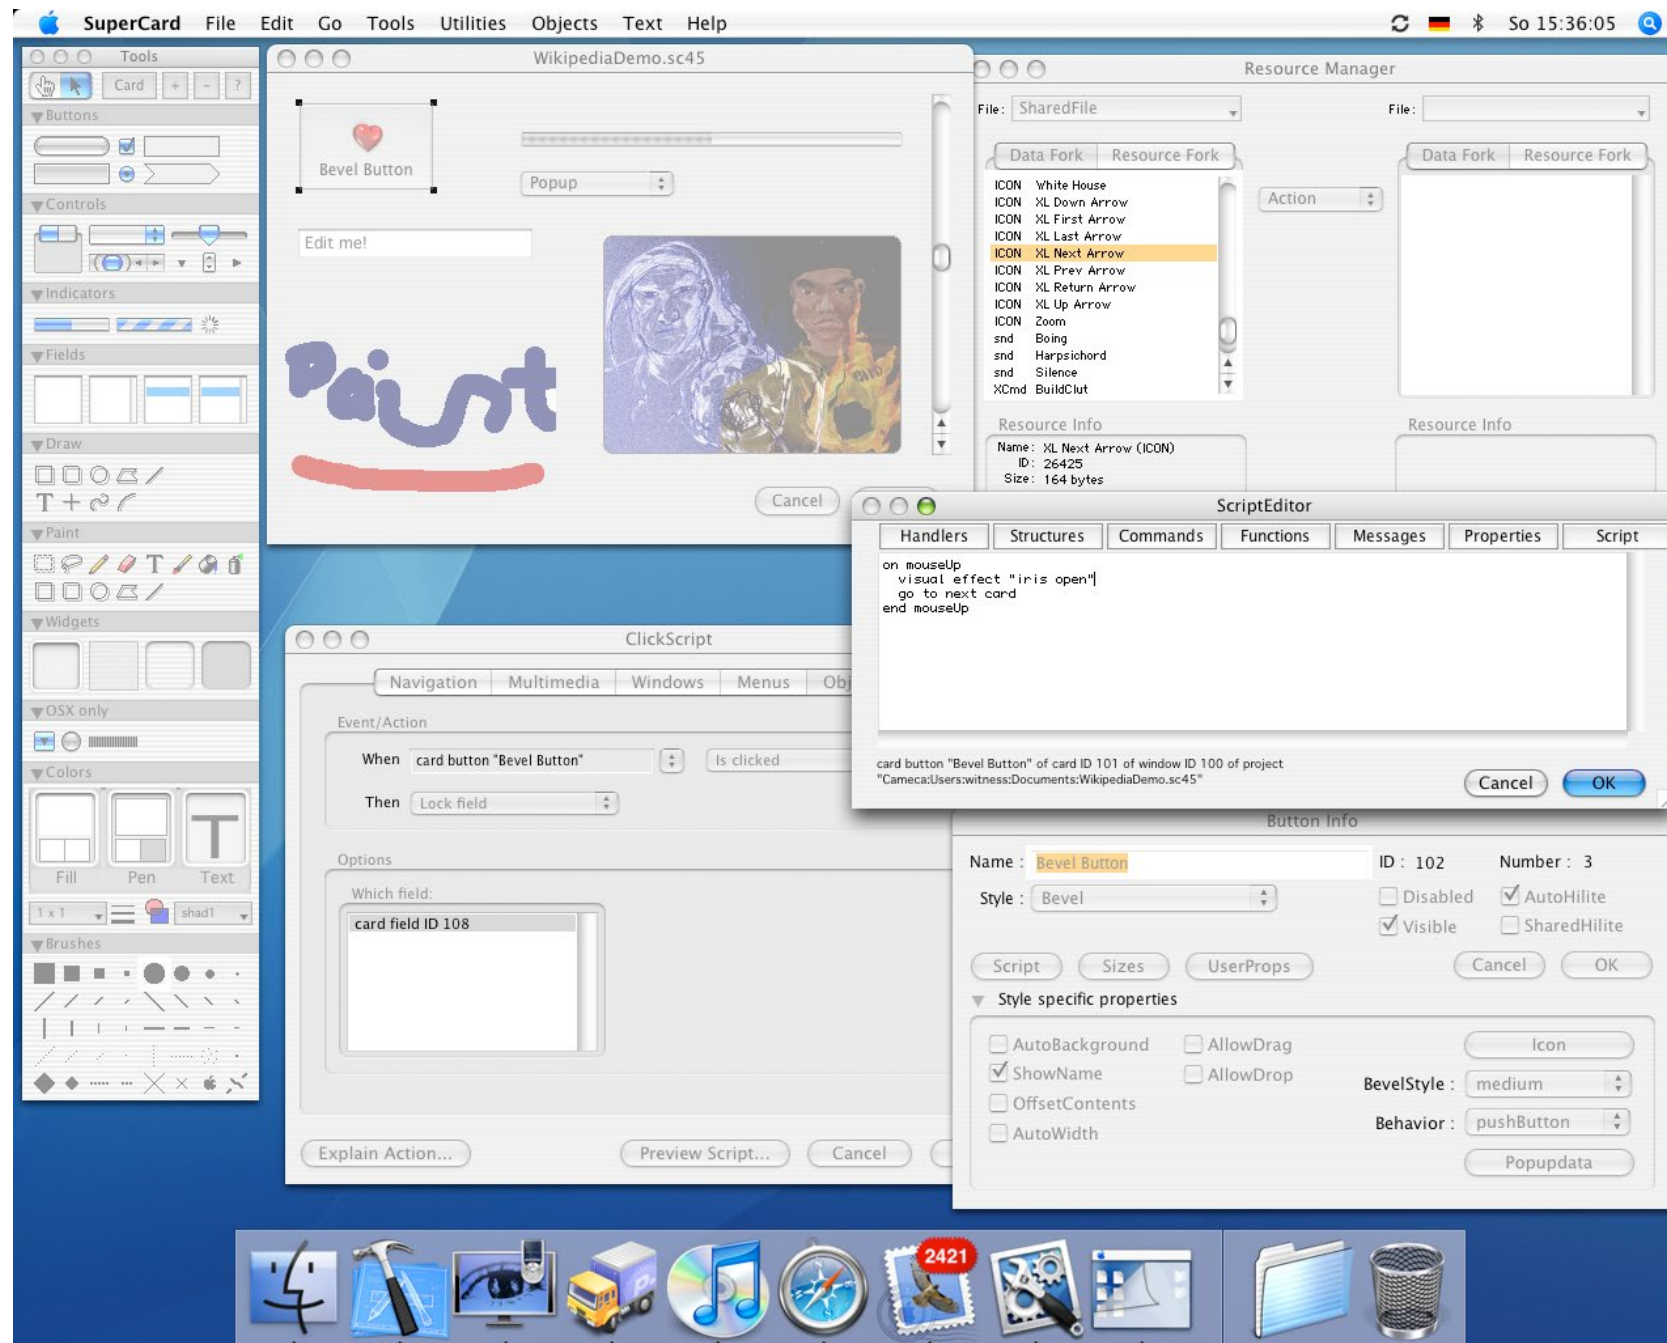 SuperCard File Edit Go Tools Utilities Objects Text Help So 15:36:05
Tools
Card + - ?
Buttons
Controls
Indicators
Fields
Draw
T
Paint
T
Widgets
OSX only
Colors
T
Fill Pen Text
1 x 1 shad1
Brushes
WikipediaDemo.sc45
Bevel Button
Popup
Edit me!
Paint
Cancel
Resource Manager
File: SharedFile File:
Data Fork Resource Fork Data Fork Resource Fork
Action
ICON White House
ICON XL Down Arrow
ICON XL First Arrow
ICON XL Last Arrow
ICON XL Next Arrow
ICON XL Prev Arrow
ICON XL Return Arrow
ICON XL Up Arrow
ICON Zoom
snd Boing
snd Harpsichord
snd Silence
XCmd BuildClut
Resource Info Resource Info
Name: XL Next Arrow (ICON)
ID: 26425
Size: 164 bytes
ScriptEditor
Handlers Structures Commands Functions Messages Properties Script
on mouseUp
visual effect "iris open"
go to next card
end mouseUp
card button "Bevel Button" of card ID 101 of window ID 100 of project
"Cameca:Users:witness:Documents:WikipediaDemo.sc45"
Cancel OK
ClickScript
Navigation Multimedia Windows Menus Obj
Event/Action
When card button "Bevel Button" Is clicked
Then Lock field
Options
Which field:
card field ID 108
Explain Action... Preview Script... Cancel
Button Info
Name : Bevel Button ID : 102 Number : 3
Style : Bevel Disabled AutoHilite
Visible SharedHilite
Script Sizes UserProps Cancel OK
Style specific properties
AutoBackground AllowDrag Icon
ShowName AllowDrop BevelStyle : medium
OffsetContents
AutoWidth Behavior : pushButton
Popupdata
2421